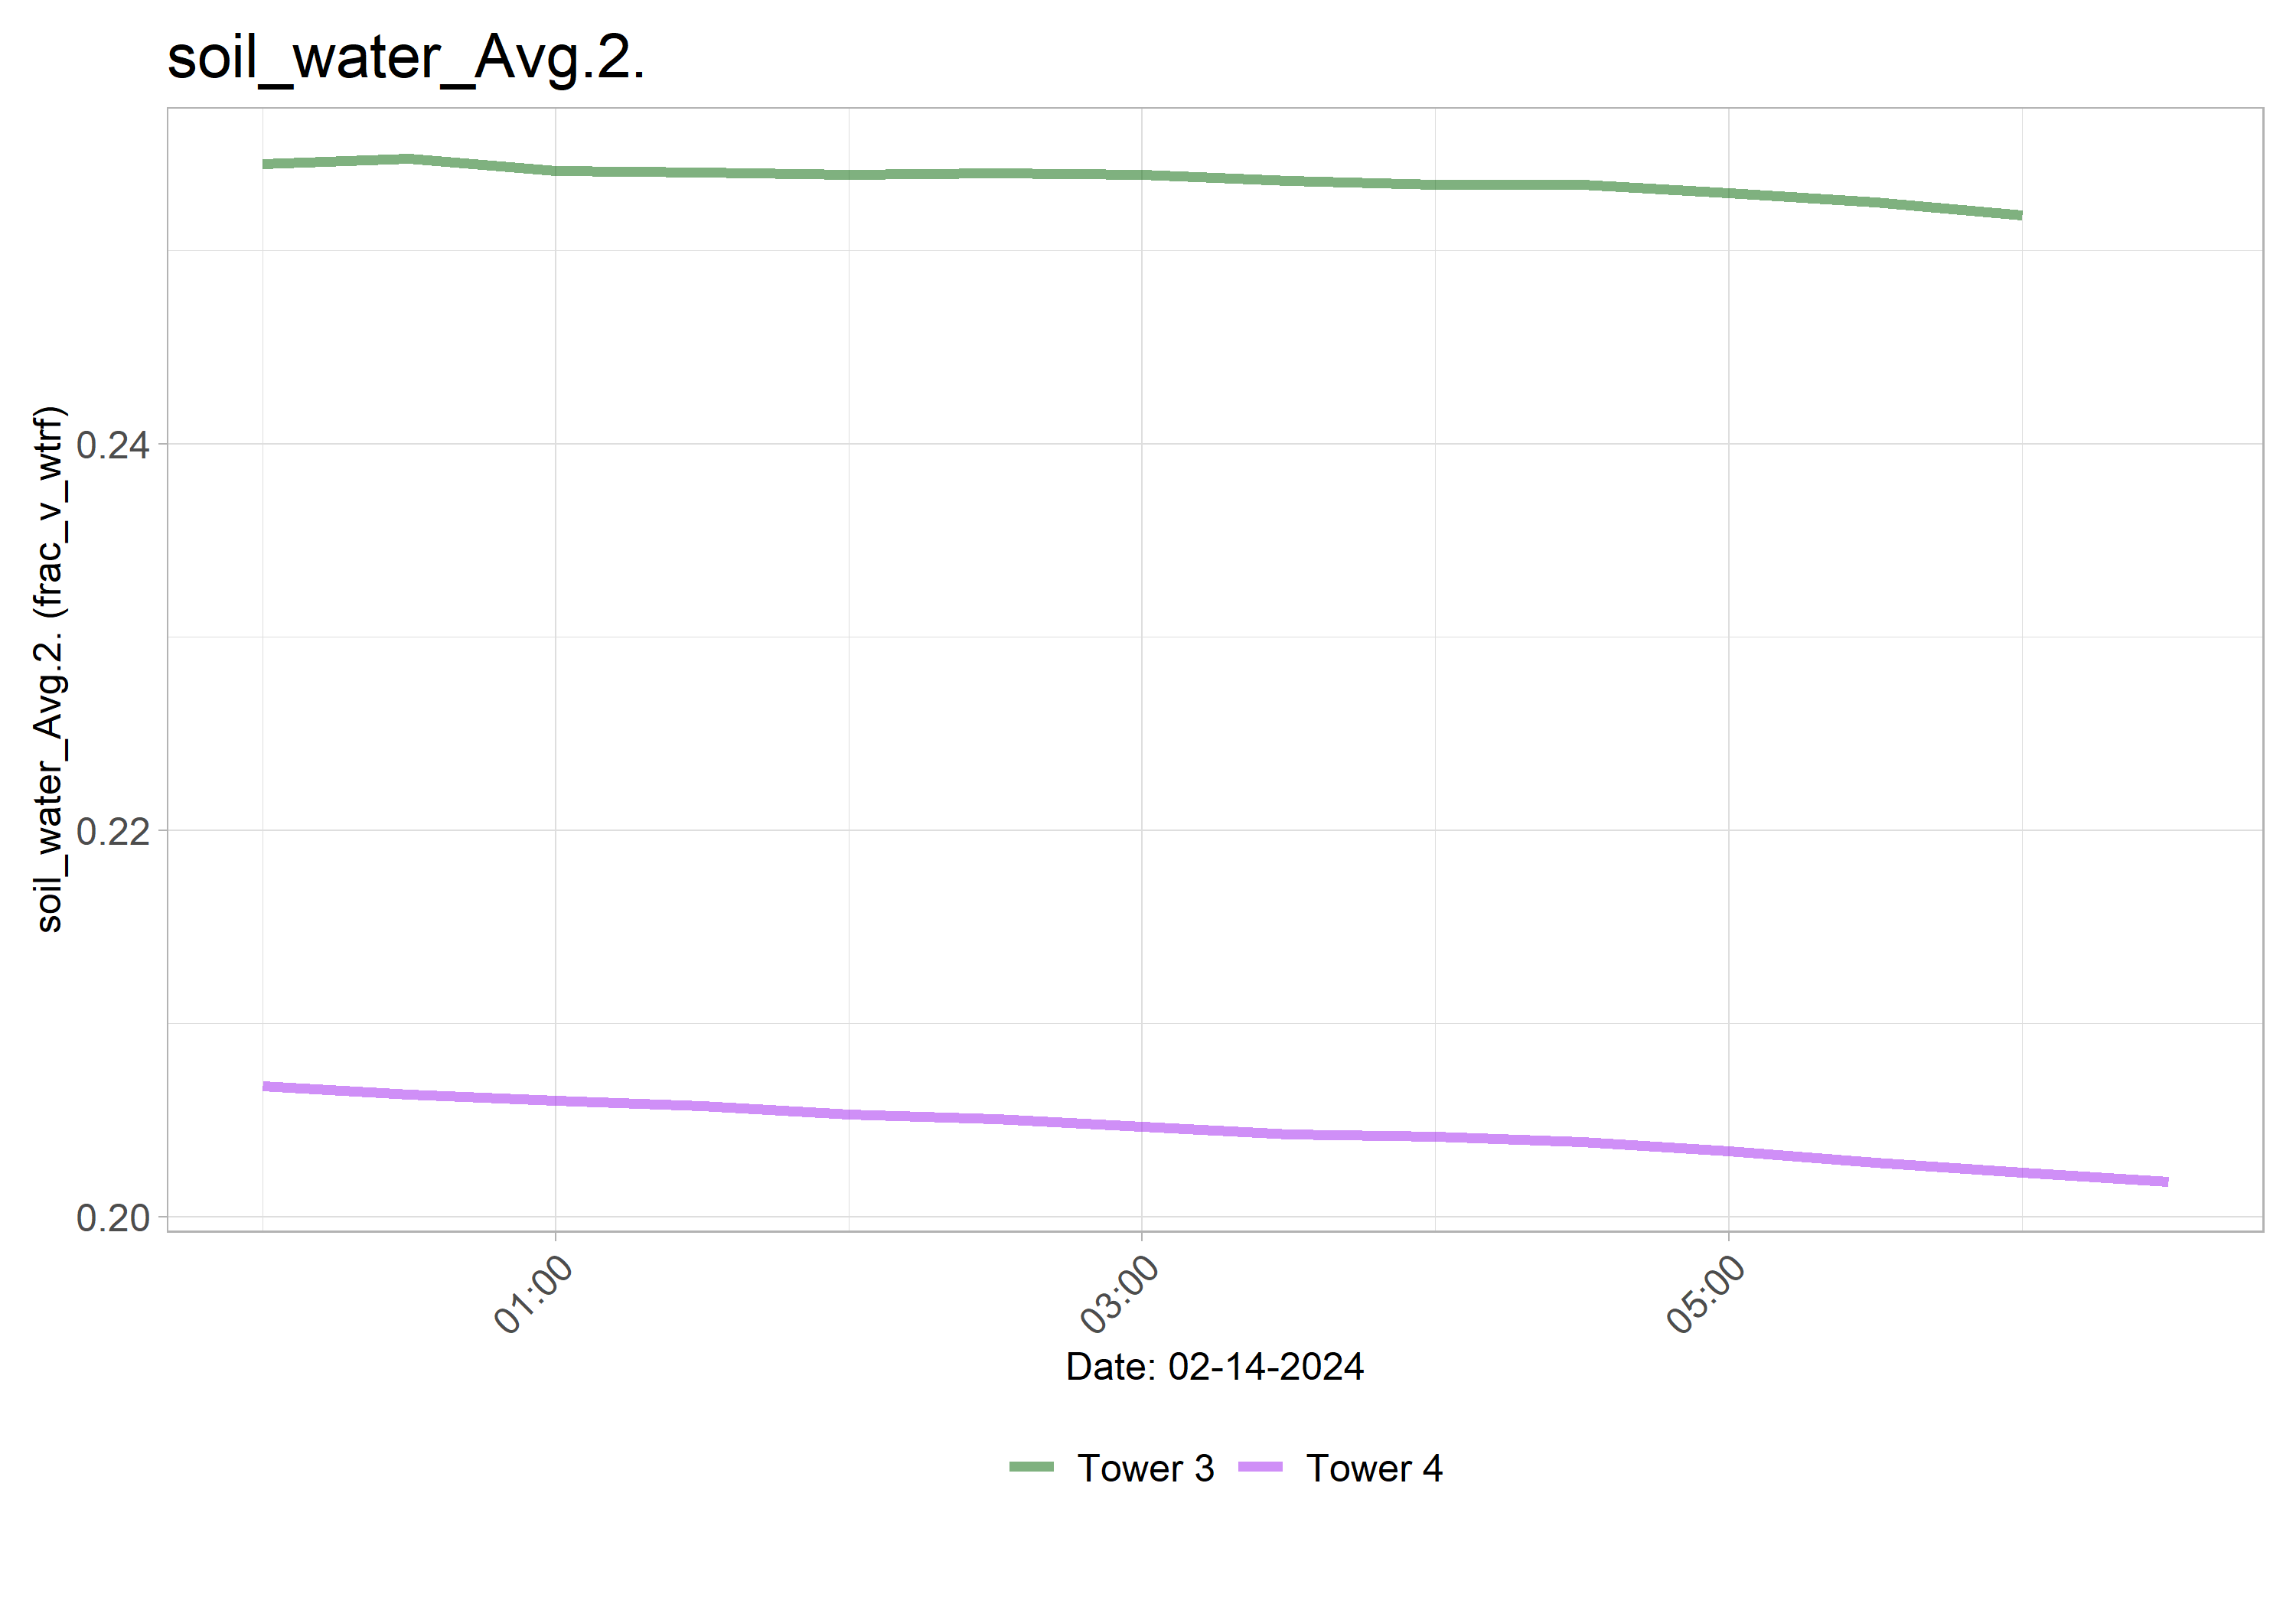 soil_water_Avg.2.
soil_water_Avg.2. (frac_v_wtrf)
0.24
0.22
0.20
01:00
03:00
05:00
Date: 02-14-2024
Tower 3
Tower 4